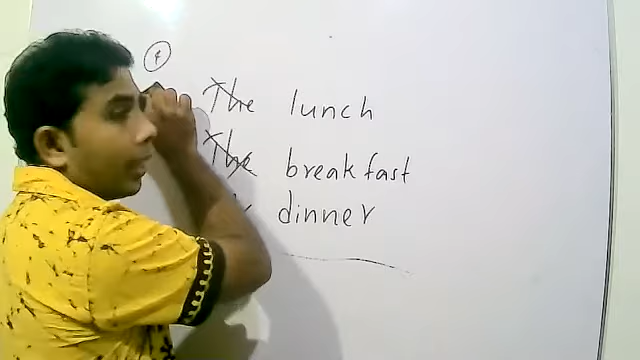 The lunch
The breakfast
dinner